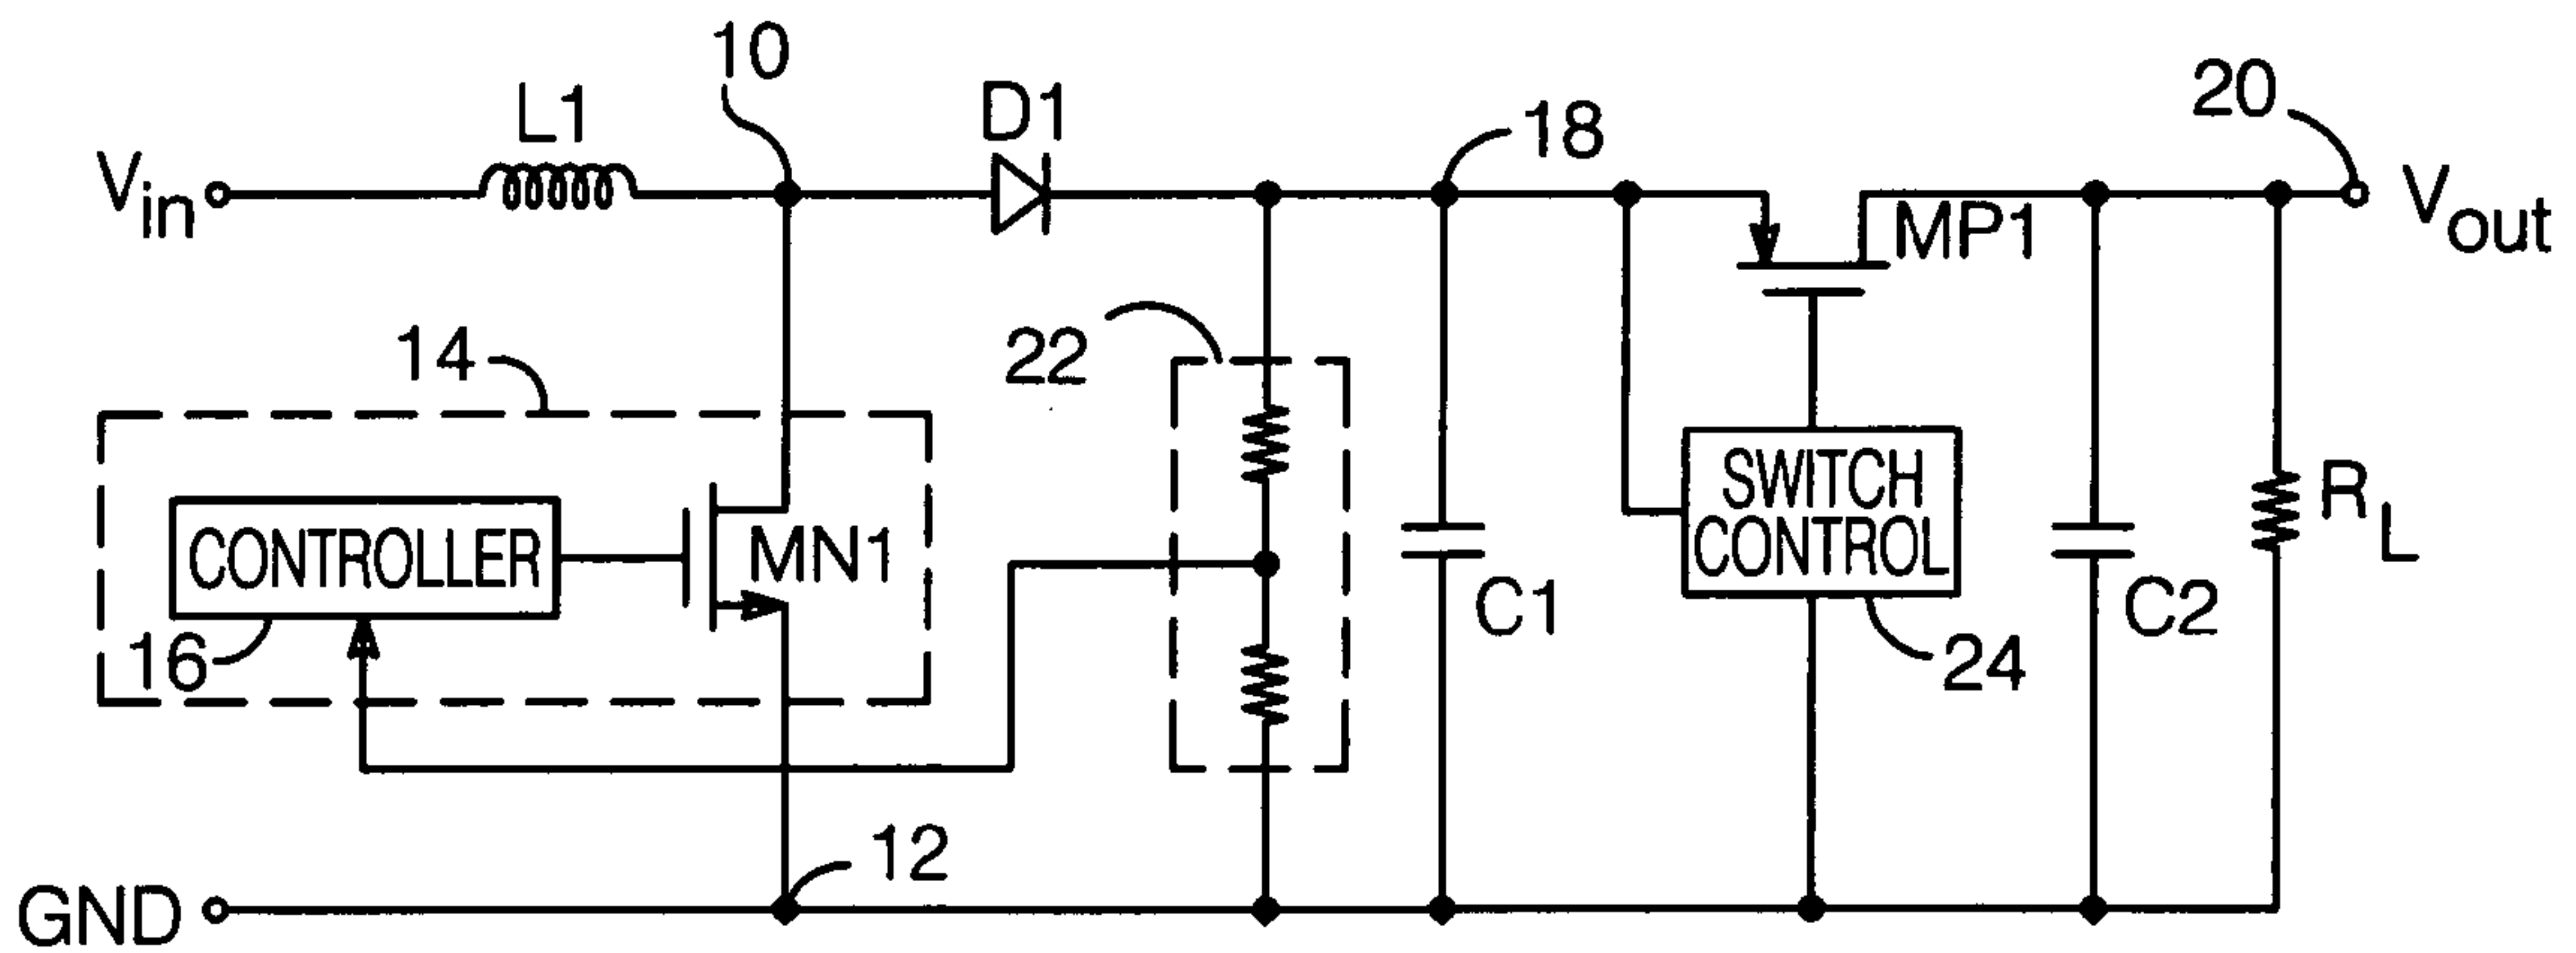 10
L1
D1
18
20
Vin
Vout
MP1
14
22
CONTROLLER
MN1
SWITCH
CONTROL
RL
C1
C2
16
24
12
GND